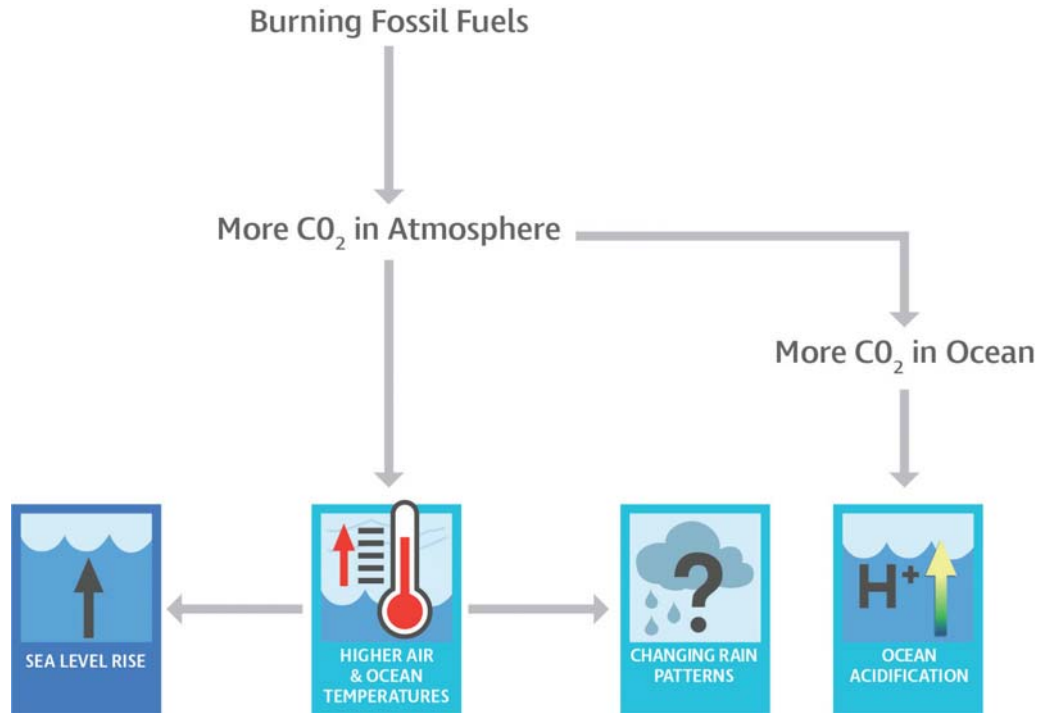 Burning Fossil Fuels
More C0₂ in Atmosphere
More C0₂ in Ocean
SEA LEVEL RISE
HIGHER AIR
& OCEAN
TEMPERATURES
?
CHANGING RAIN
PATTERNS
H⁺
OCEAN
ACIDIFICATION